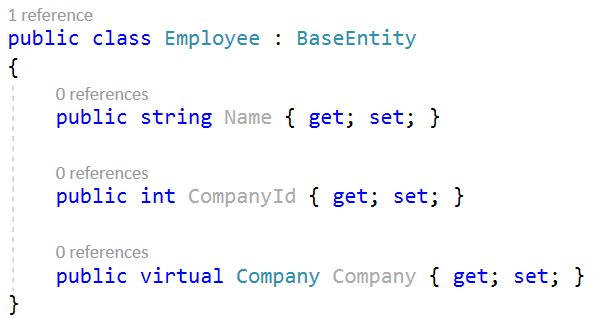 1 reference
public class Employee : BaseEntity
{
0 references
public string Name { get; set; }
0 references
public int CompanyId { get; set; }
0 references
public virtual Company Company { get; set; }
}